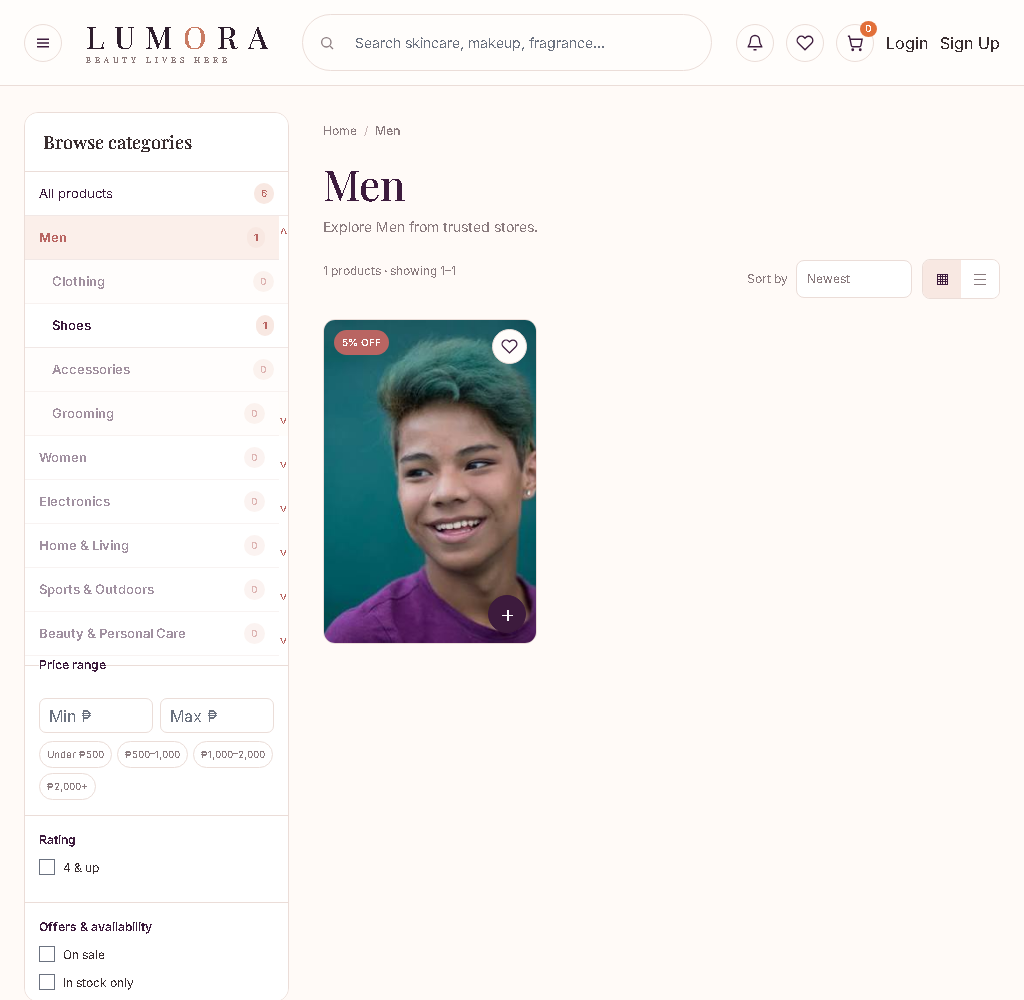 LUMORA
BEAUTY LIVES HERE
Search skincare, makeup, fragrance...
0
Login
Sign Up
Browse categories
All products 6
Men 1
Clothing 0
Shoes 1
Accessories 0
Grooming 0
Women 0
Electronics 0
Home & Living 0
Sports & Outdoors 0
Beauty & Personal Care 0
Price range
Min ₱ Max ₱
Under ₱500 ₱500–1,000 ₱1,000–2,000
₱2,000+
Rating
4 & up
Offers & availability
On sale
In stock only
Home / Men
Men
Explore Men from trusted stores.
1 products · showing 1–1
Sort by Newest
5% OFF